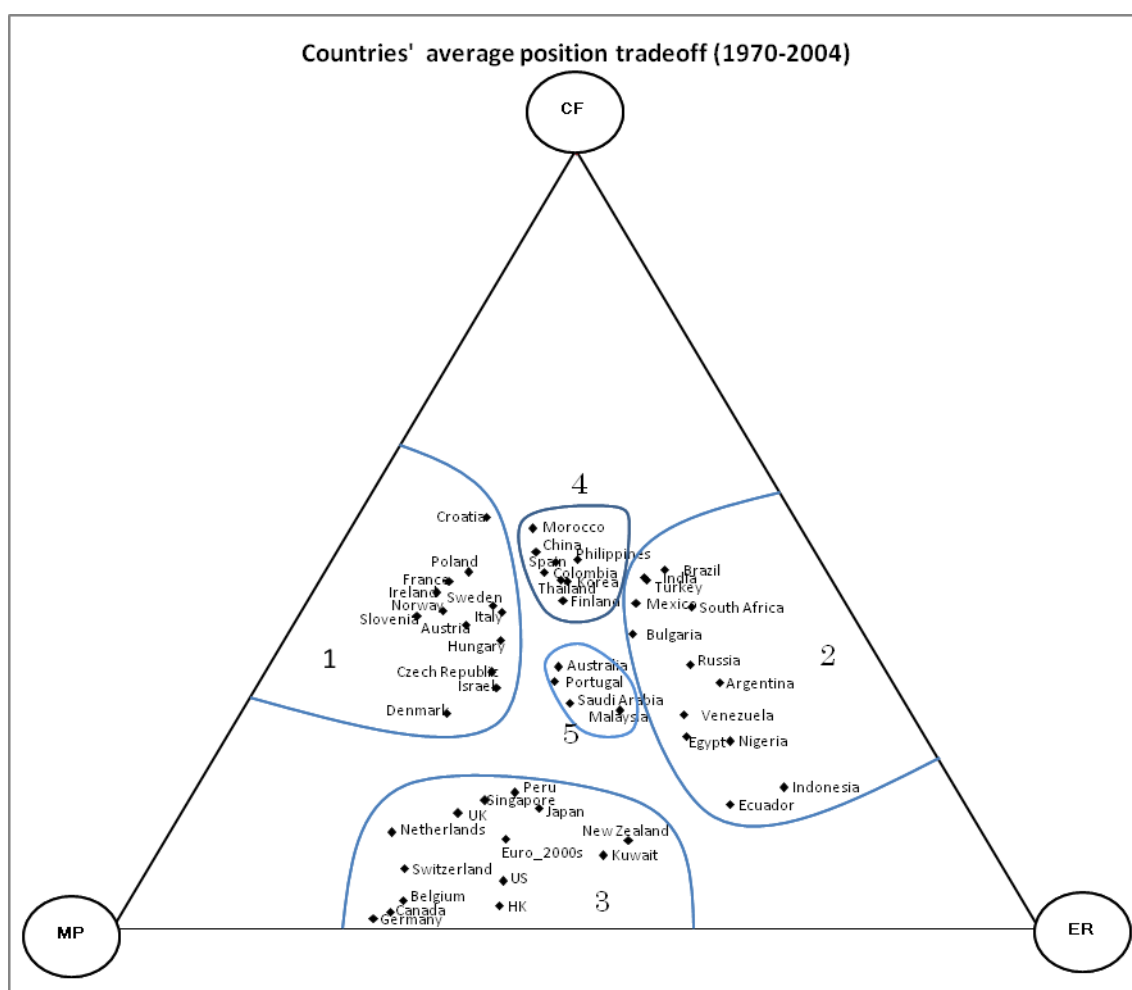 Countries' average position tradeoff (1970-2004)
CF
4
Croatia
Morocco
China
Philippines
Spain
Poland
Colombia
Brazil
France
Thailand
Korea
India
Turkey
Ireland
Sweden
Finland
Mexico
South Africa
Norway
Slovenia
Italy
Austria
Hungary
Bulgaria
1
2
Czech Republic
Australia
Russia
Israel
Portugal
Argentina
Saudi Arabia
Denmark
Malaysia
Venezuela
5
Egypt
Nigeria
Peru
Indonesia
Singapore
Ecuador
UK
Japan
Netherlands
New Zealand
Euro_2000s
Kuwait
Switzerland
US
Belgium
HK
3
Canada
Germany
MP
ER